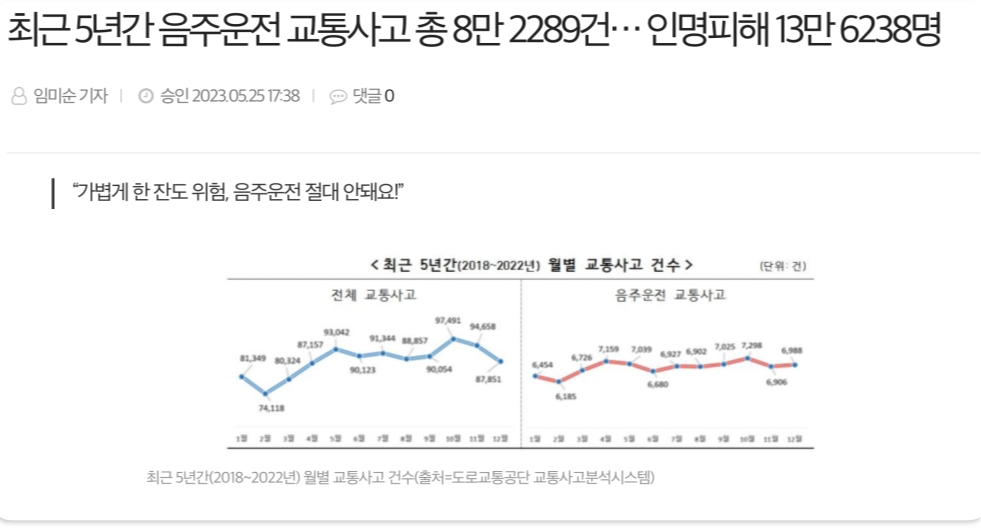 최근 5년간 음주운전 교통사고 총 8만 2289건… 인명피해 13만 6238명
임미순 기자 | 승인 2023.05.25 17:38 | 댓글 0
“가볍게 한 잔도 위험, 음주운전 절대 안돼요!”
<최근 5년간(2018~2022년) 월별 교통사고 건수> (단위: 건)
전체 교통사고
81,349 74,118 80,324 87,157 93,042 90,123 91,344 88,857 90,054 97,491 94,658 87,851
1월 2월 3월 4월 5월 6월 7월 8월 9월 10월 11월 12월
음주운전 교통사고
6,454 6,185 6,726 7,159 7,039 6,680 6,927 6,902 7,025 7,298 6,906 6,988
1월 2월 3월 4월 5월 6월 7월 8월 9월 10월 11월 12월
최근 5년간(2018~2022년) 월별 교통사고 건수(출처=도로교통공단 교통사고분석시스템)